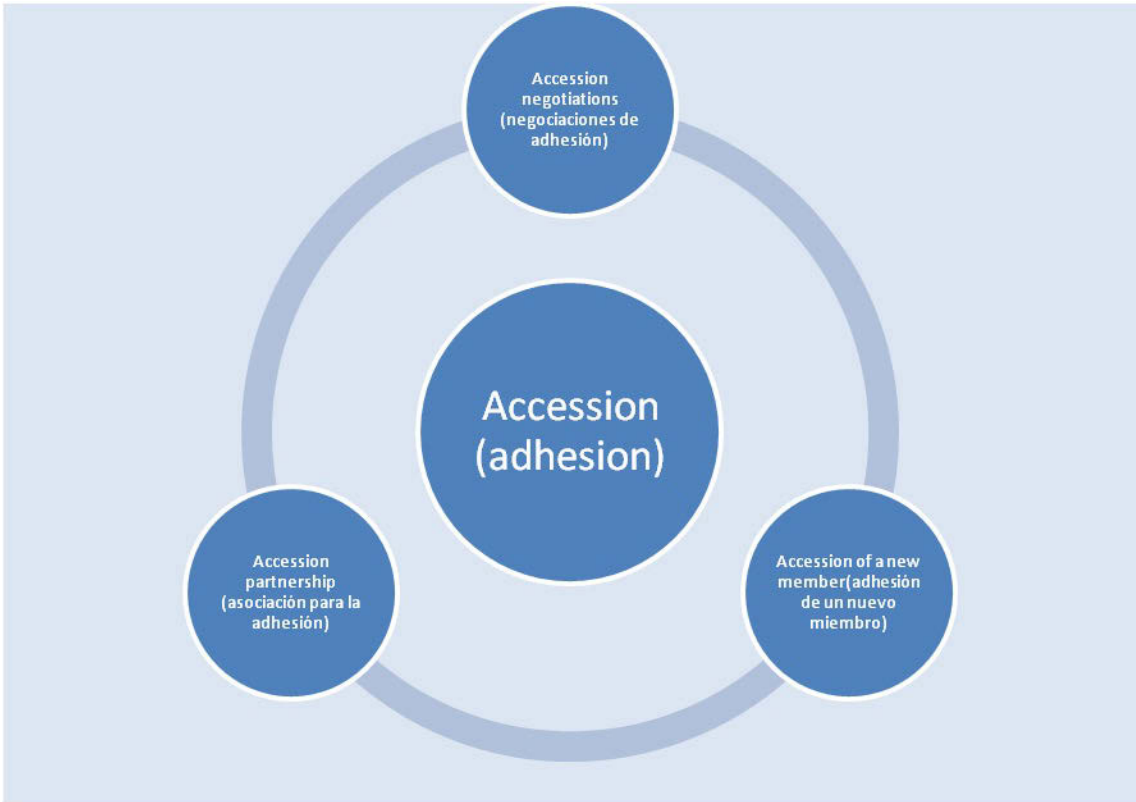 Accession
negotiations
(negociaciones de
adhesión)
Accession
(adhesion)
Accession
partnership
(asociación para la
adhesión)
Accession of a new
member(adhesión
de un nuevo
miembro)